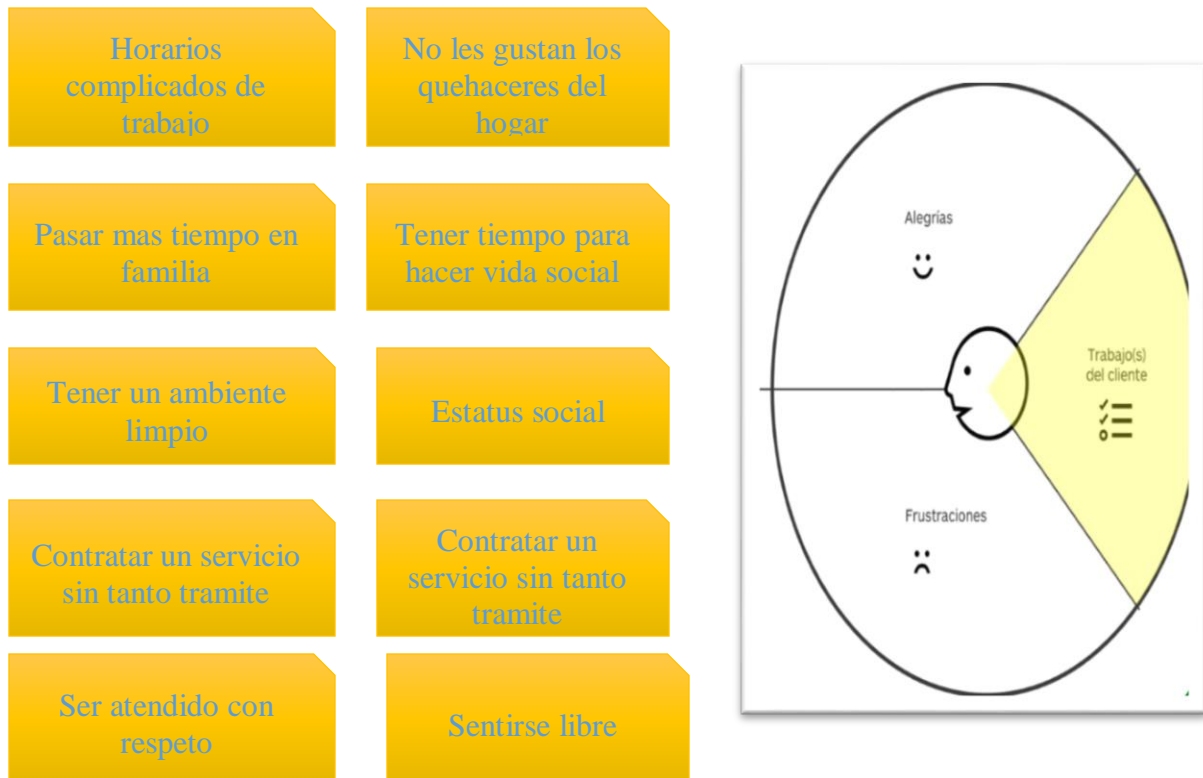 Horarios
complicados de
trabajo
No les gustan los
quehaceres del
hogar
Pasar mas tiempo en
familia
Tener tiempo para
hacer vida social
Tener un ambiente
limpio
Estatus social
Contratar un servicio
sin tanto tramite
Contratar un
servicio sin tanto
tramite
Ser atendido con
respeto
Sentirse libre
Alegrías
Trabajo(s)
del cliente
Frustraciones